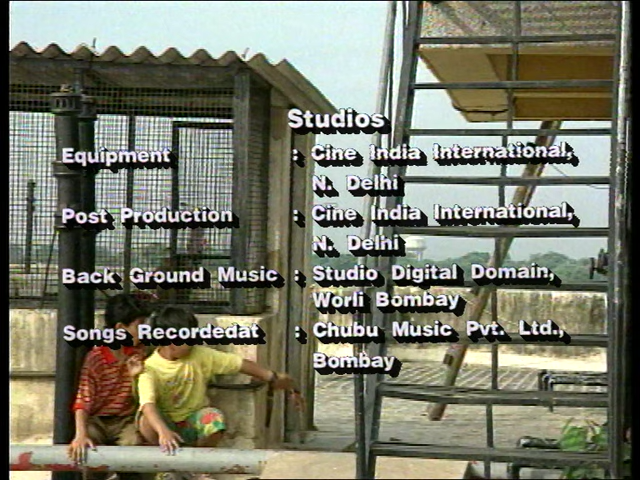 Studios
Equipment : Cine India International,
N. Delhi
Post Production : Cine India International,
N. Delhi
Back Ground Music : Studio Digital Domain,
Worli Bombay
Songs Recordedat : Chubu Music Pvt. Ltd.,
Bombay